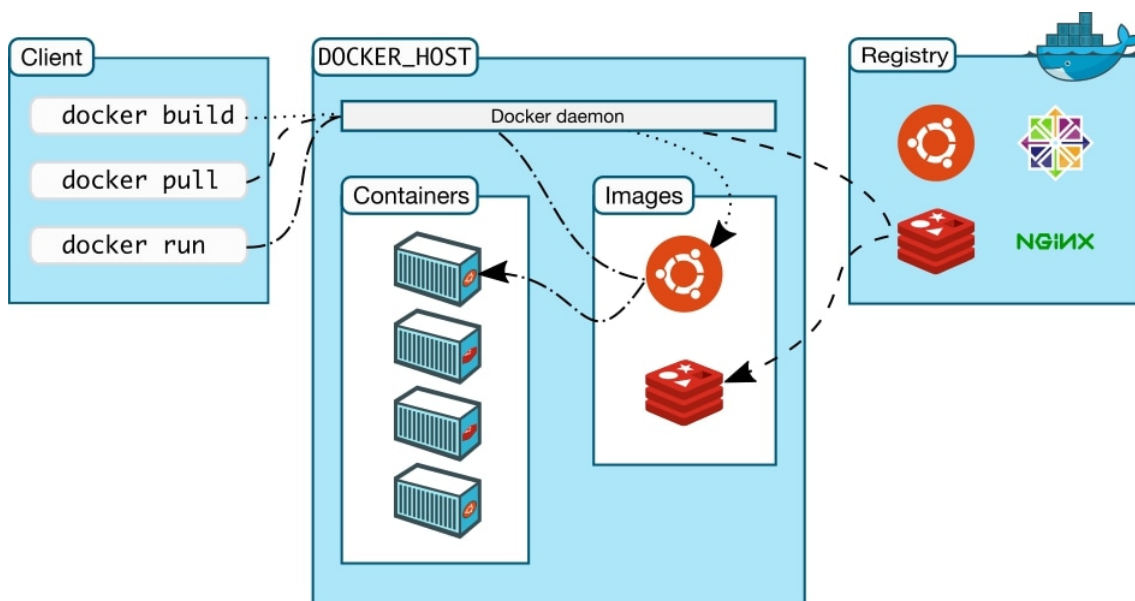 Client
docker build
docker pull
docker run
DOCKER_HOST
Docker daemon
Containers
Images
Registry
NGiNX